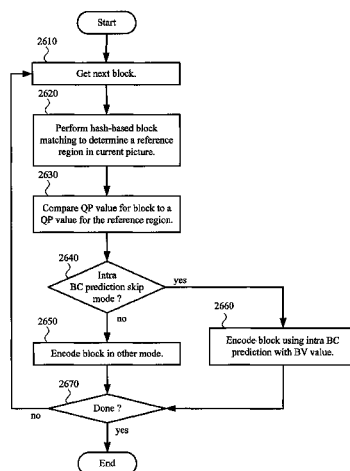 Start
2610
Get next block.
2620
Perform hash-based block
matching to determine a reference
region in current picture.
2630
Compare QP value for block to a
QP value for the reference region.
2640
Intra
BC prediction skip
mode ?
yes
no
2650
Encode block in other mode.
2660
Encode block using intra BC
prediction with BV value.
2670
Done ?
no
yes
End